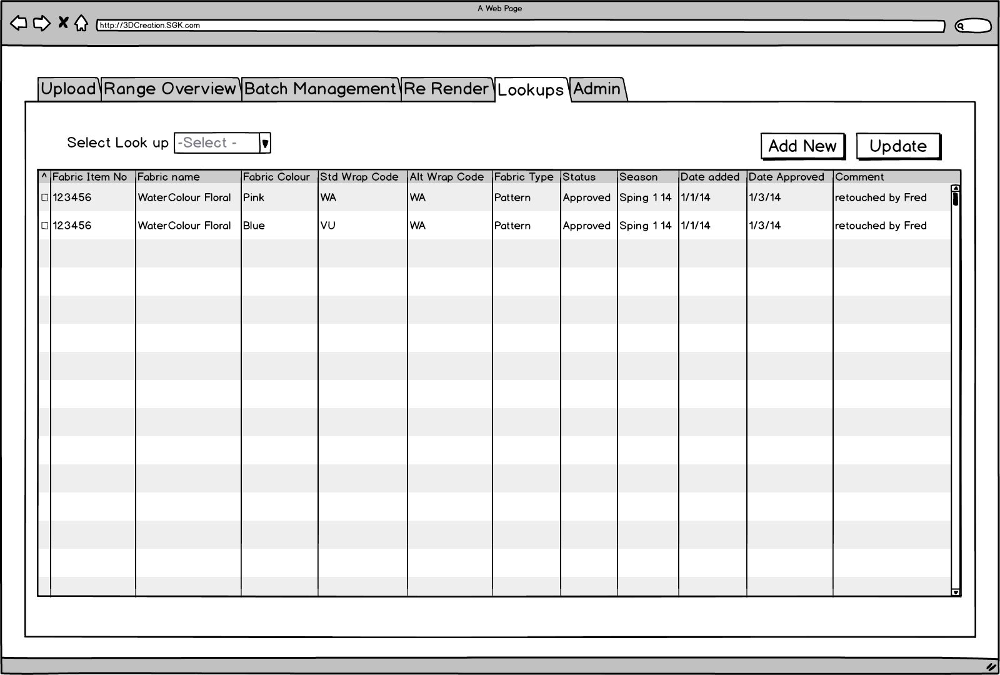 A Web Page
http://3DCreation.SGK.com
Upload Range Overview Batch Management Re Render Lookups Admin
Select Look up -Select - Add New Update
^ Fabric Item No Fabric name Fabric Colour Std Wrap Code Alt Wrap Code Fabric Type Status Season Date added Date Approved Comment
123456 WaterColour Floral Pink WA WA Pattern Approved Sping 1 14 1/1/14 1/3/14 retouched by Fred
123456 WaterColour Floral Blue VU WA Pattern Approved Sping 1 14 1/1/14 1/3/14 retouched by Fred